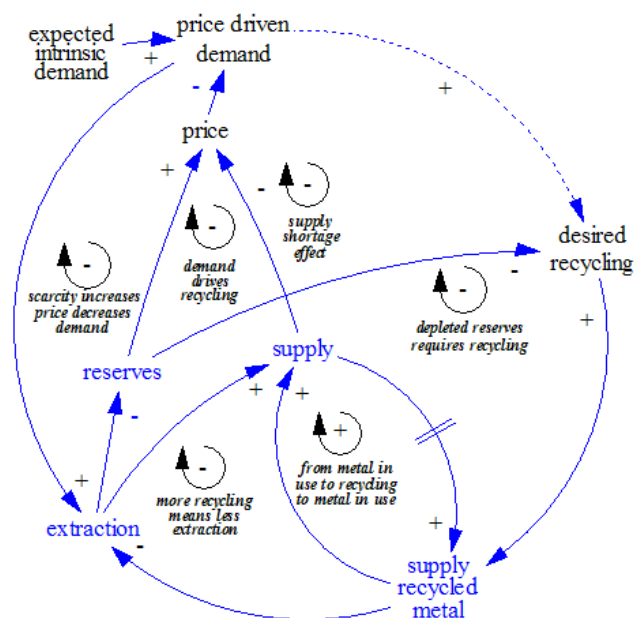 expected
intrinsic
demand
+
price driven
demand
-
+
price
+
-
-
supply
shortage
effect
-
demand
drives
recycling
-
scarcity increases
price decreases
demand
desired
recycling
-
-
depleted reserves
requires recycling
+
reserves
-
supply
+
+
+
from metal in
use to recycling
to metal in use
-
more recycling
means less
extraction
+
extraction
-
+
supply
recycled
metal